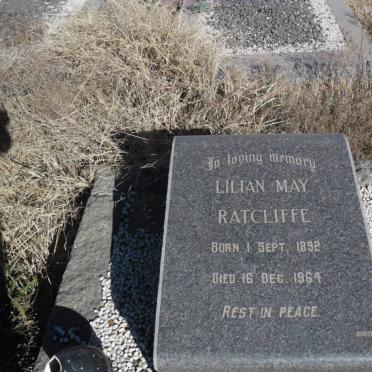 In loving memory
LILIAN MAY
RATCLIFFE
BORN 1 SEPT. 1892
DIED 16 DEC. 1964
REST IN PEACE.